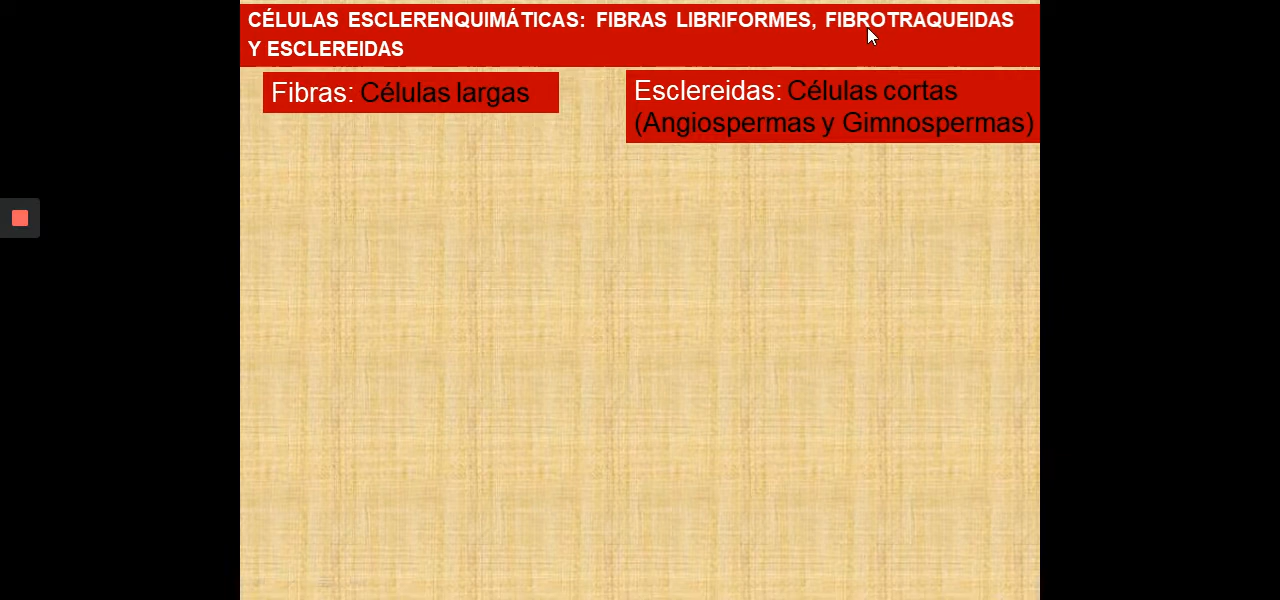 CÉLULAS ESCLERENQUIMÁTICAS: FIBRAS LIBRIFORMES, FIBROTRAQUEIDAS
Y ESCLEREIDAS
Fibras: Células largas
Esclereidas: Células cortas
(Angiospermas y Gimnospermas)